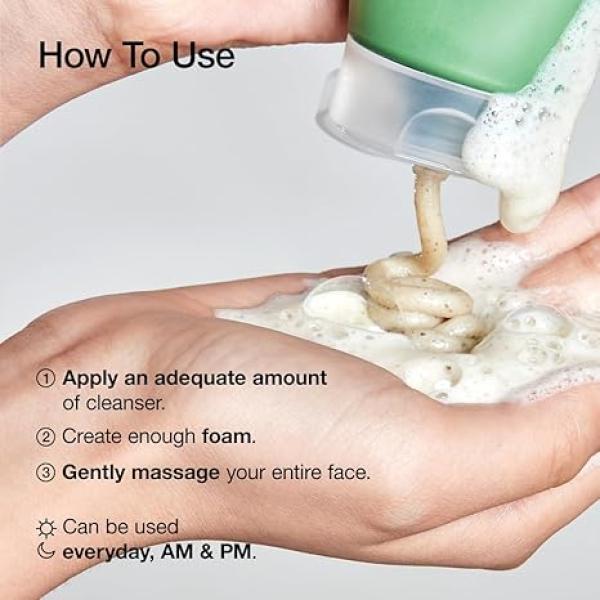 How To Use
① Apply an adequate amount
of cleanser.
② Create enough foam.
③ Gently massage your entire face.
Can be used
everyday, AM & PM.